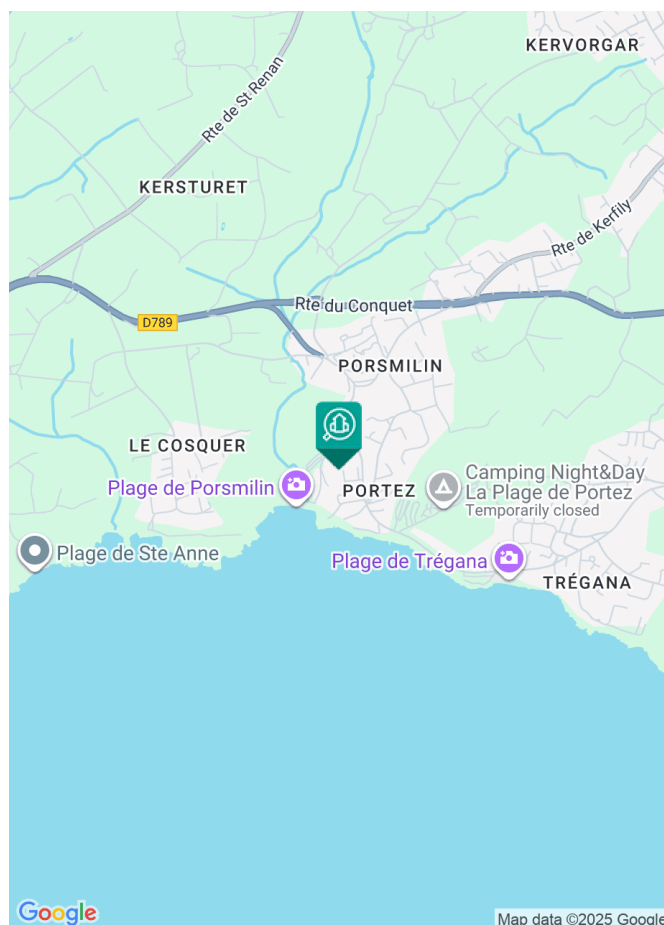 KERVORGAR
Rte de St Renan
KERSTURET
Rte de Kerfily
Rte du Conquet
D789
PORSMILIN
LE COSQUER
Plage de Porsmilin
PORTEZ
Camping Night&Day
La Plage de Portez
Temporarily closed
Plage de Ste Anne
Plage de Trégana
TRÉGANA
Google
Map data ©2025 Google